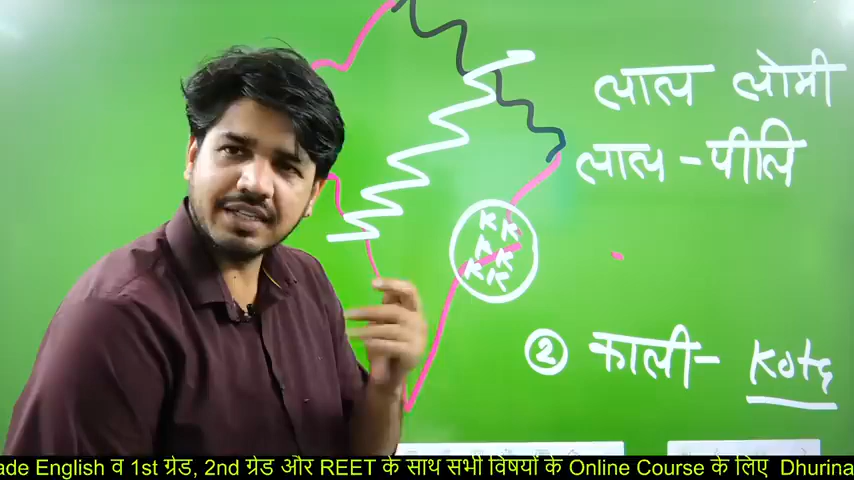 लाल लोमी
लाल - पीलि
K K
K K
K K
② काली - Kota
ade English व 1st ग्रेड, 2nd ग्रेड और REET के साथ सभी विषयों के Online Course के लिए Dhurina